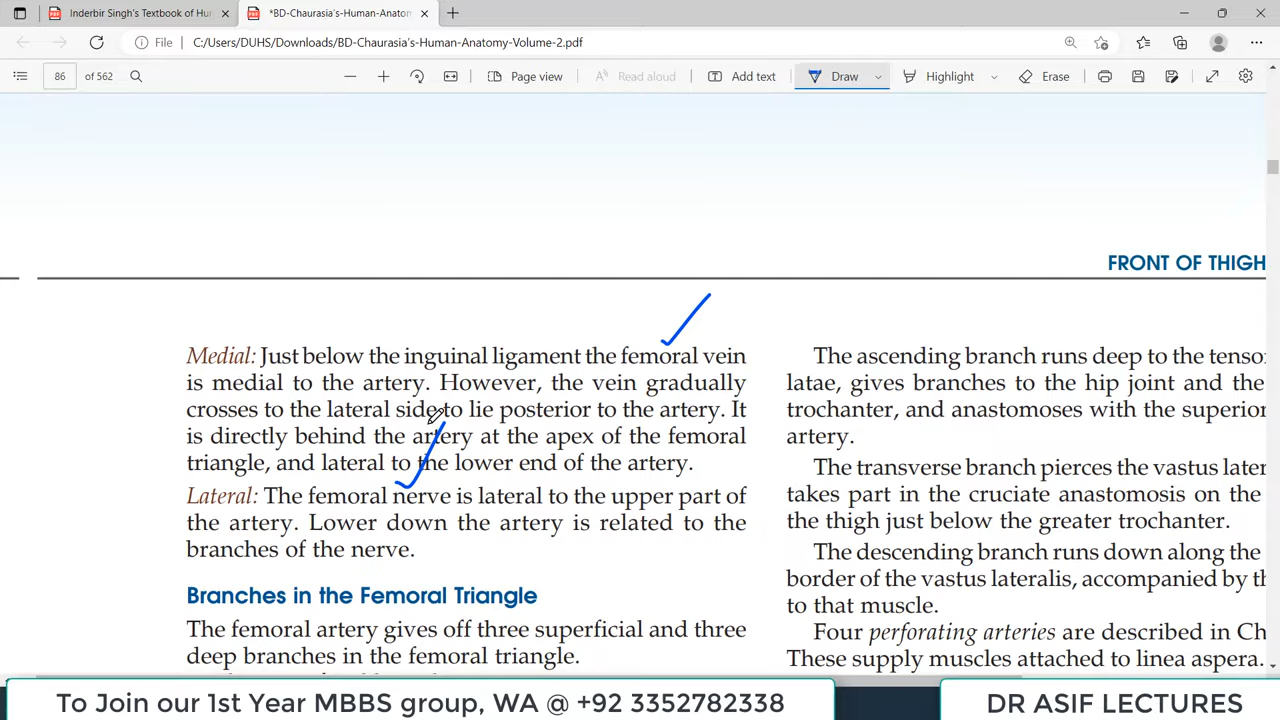 Inderbir Singh's Textbook of Hu
*BD-Chaurasia's-Human-Anatom
File
C:/Users/DUHS/Downloads/BD-Chaurasia's-Human-Anatomy-Volume-2.pdf
86 of 562
Page view
Read aloud
Add text
Draw
Highlight
Erase
FRONT OF THIGH
Medial: Just below the inguinal ligament the femoral vein
is medial to the artery. However, the vein gradually
crosses to the lateral side to lie posterior to the artery. It
is directly behind the artery at the apex of the femoral
triangle, and lateral to the lower end of the artery.
Lateral: The femoral nerve is lateral to the upper part of
the artery. Lower down the artery is related to the
branches of the nerve.
Branches in the Femoral Triangle
The femoral artery gives off three superficial and three
deep branches in the femoral triangle.
The ascending branch runs deep to the tenso
latae, gives branches to the hip joint and the
trochanter, and anastomoses with the superior
artery.
The transverse branch pierces the vastus later
takes part in the cruciate anastomosis on the
the thigh just below the greater trochanter.
The descending branch runs down along the
border of the vastus lateralis, accompanied by th
to that muscle.
Four perforating arteries are described in Ch
These supply muscles attached to linea aspera.
To Join our 1st Year MBBS group, WA @ +92 3352782338
DR ASIF LECTURES